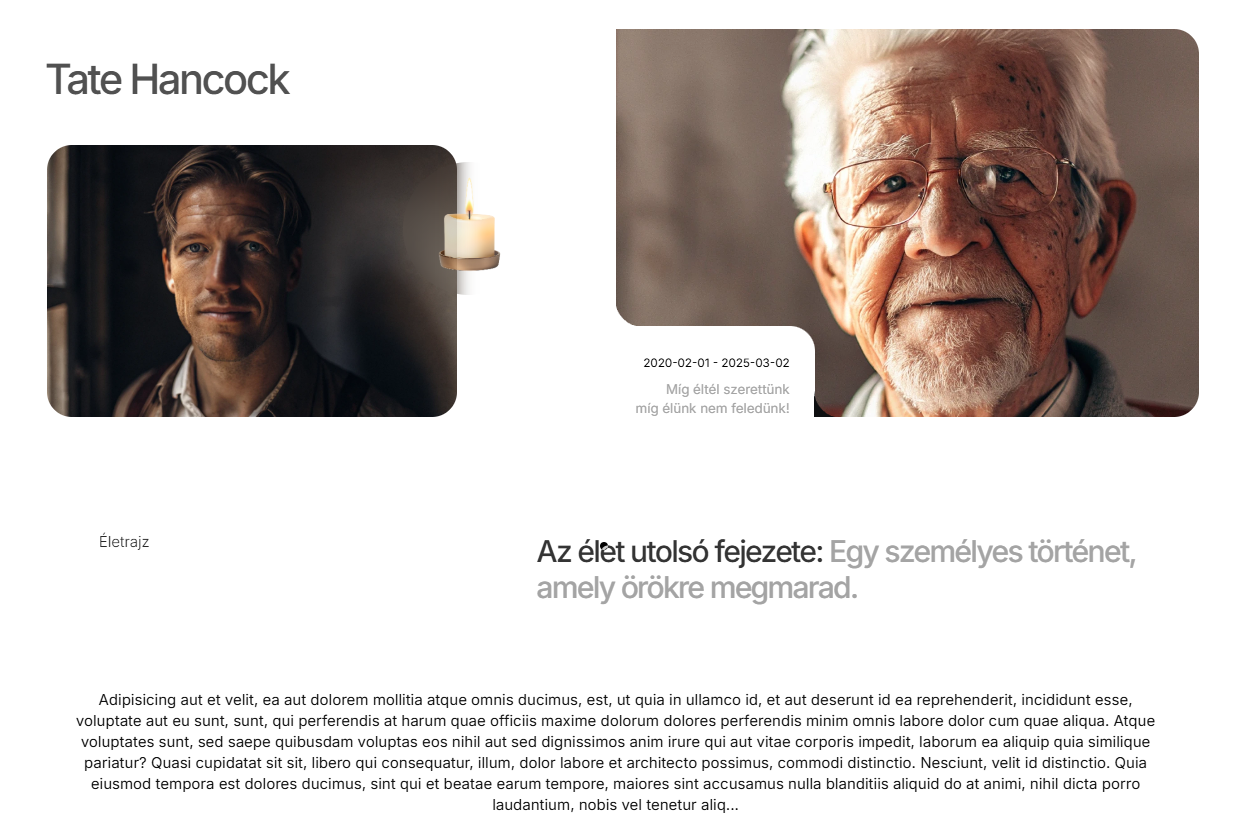 Tate Hancock
2020-02-01 - 2025-03-02
Míg éltél szerettünk
míg élünk nem feledünk!
Életrajz
Az élet utolsó fejezete: Egy személyes történet,
amely örökre megmarad.
Adipisicing aut et velit, ea aut dolorem mollitia atque omnis ducimus, est, ut quia in ullamco id, et aut deserunt id ea reprehenderit, incididunt esse,
voluptate aut eu sunt, sunt, qui perferendis at harum quae officiis maxime dolorum dolores perferendis minim omnis labore dolor cum quae aliqua. Atque
voluptates sunt, sed saepe quibusdam voluptas eos nihil aut sed dignissimos anim irure qui aut vitae corporis impedit, laborum ea aliquip quia similique
pariatur? Quasi cupidatat sit sit, libero qui consequatur, illum, dolor labore et architecto possimus, commodi distinctio. Nesciunt, velit id distinctio. Quia
eiusmod tempora est dolores ducimus, sint qui et beatae earum tempore, maiores sint accusamus nulla blanditiis aliquid do at animi, nihil dicta porro
laudantium, nobis vel tenetur aliq...